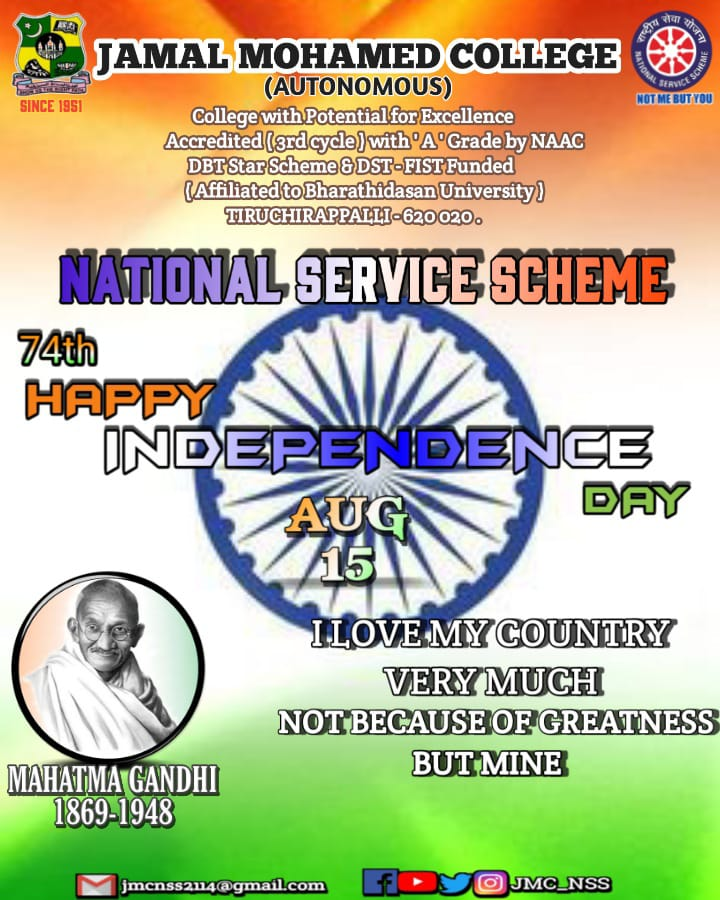 JAMAL MOHAMED COLLEGE
(AUTONOMOUS)
SINCE 1951
राष्ट्रीय सेवा योजना
NATIONAL SERVICE SCHEME
NOT ME BUT YOU
College with Potential for Excellence
Accredited ( 3rd cycle ) with ' A ' Grade by NAAC
DBT Star Scheme & DST - FIST Funded
( Affiliated to Bharathidasan University )
TIRUCHIRAPPALLI - 620 020 .
NATIONAL SERVICE SCHEME
74th
HAPPY
INDEPENDENCE
DAY
AUG
15
I LOVE MY COUNTRY
VERY MUCH
NOT BECAUSE OF GREATNESS
BUT MINE
MAHATMA GANDHI
1869-1948
jmcnss2114@gmail.com
JMC_NSS